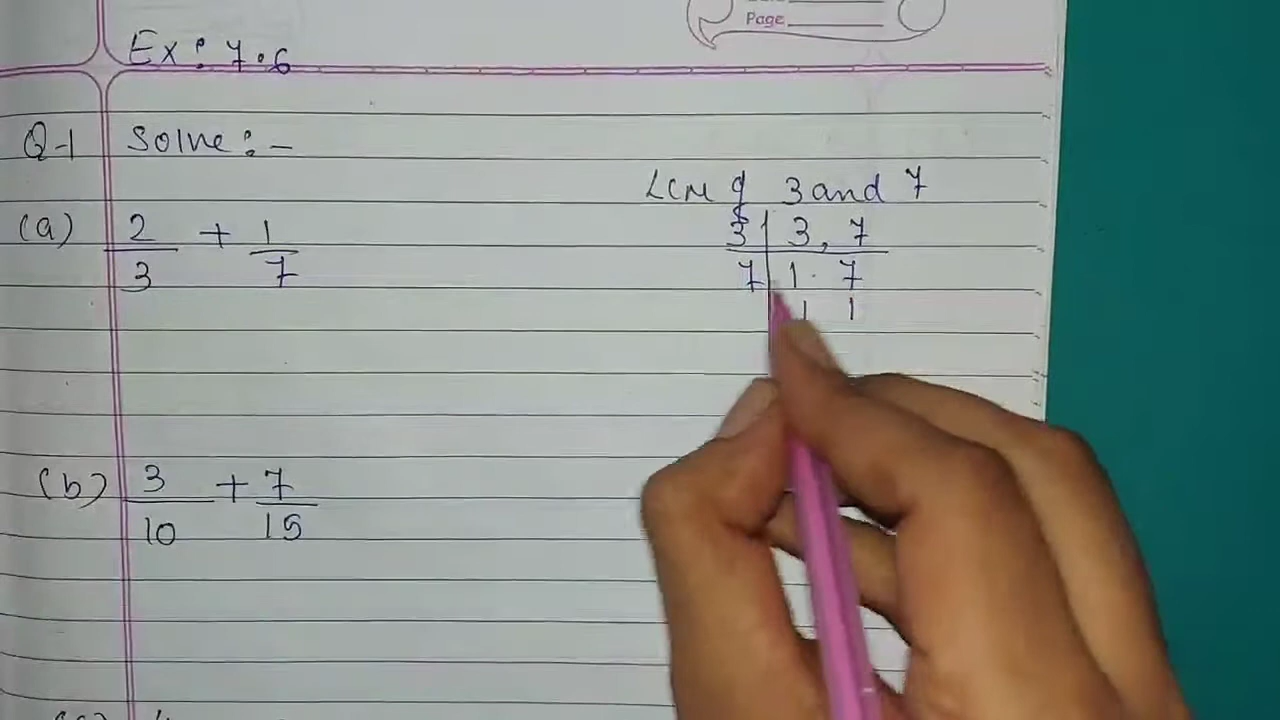 Page
Ex: 7.6
Q-1 Solve:-
LCM of 3 and 7
(a) 2/3 + 1/7
3 | 3, 7
7 | 1. 7
1 1
(b) 3/10 + 7/15